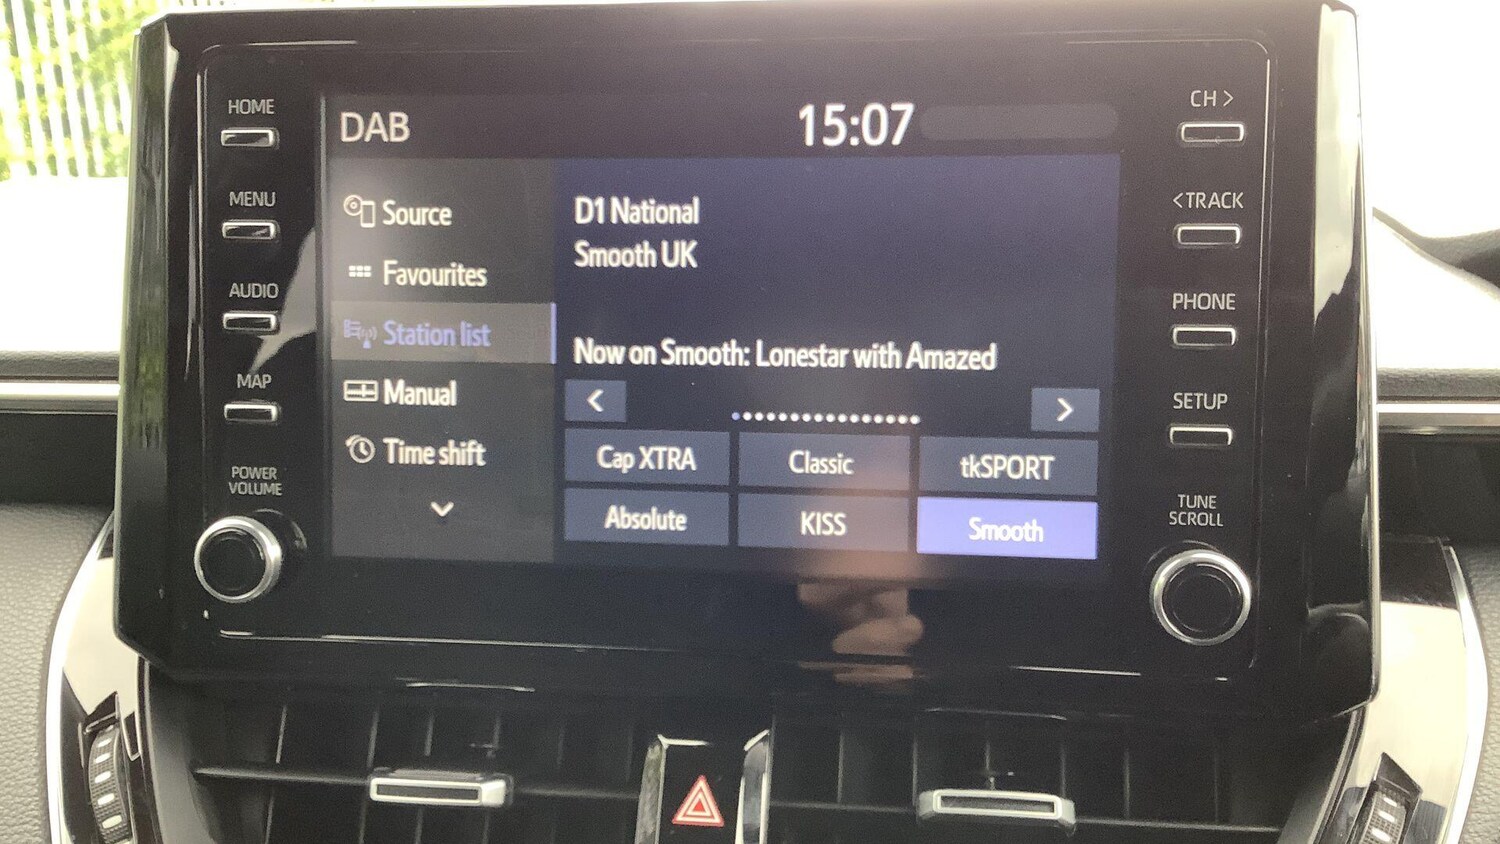 HOME
MENU
AUDIO
MAP
POWER
VOLUME
DAB
15:07
Source
Favourites
Station list
Manual
Time shift
D1 National
Smooth UK
Now on Smooth: Lonestar with Amazed
<
>
Cap XTRA
Classic
tkSPORT
Absolute
KISS
Smooth
CH >
<TRACK
PHONE
SETUP
TUNE
SCROLL